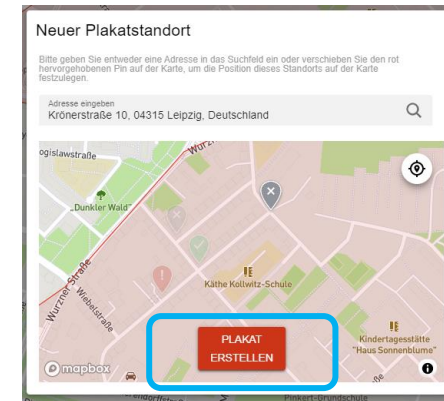 Neuer Plakatstandort
Bitte geben Sie entweder eine Adresse in das Suchfeld ein oder verschieben Sie den rot
hervorgehobenen Pin auf der Karte, um die Position dieses Standorts auf der Karte
festzulegen.
Adresse eingeben
Krönerstraße 10, 04315 Leipzig, Deutschland
ogislawstraße
Wurz
„Dunkler Wald"
Wurzner Straße
Wiebelstraße
Käthe Kollwitz-Schule
PLAKAT
ERSTELLEN
Kindertagesstätte
"Haus Sonnenblume"
mapbox
Pinkert-Grundschule